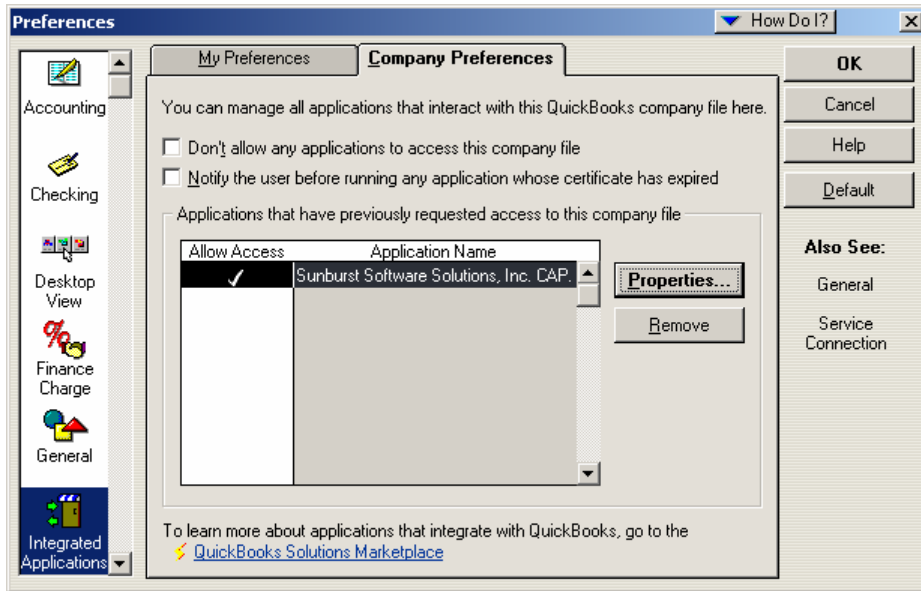 Preferences
How Do I?
X
Accounting
Checking
Desktop
View
Finance
Charge
General
Integrated
Applications
My Preferences
Company Preferences
You can manage all applications that interact with this QuickBooks company file here.
Don't allow any applications to access this company file
Notify the user before running any application whose certificate has expired
Applications that have previously requested access to this company file
Allow Access Application Name
Sunburst Software Solutions, Inc. CAP.
Properties...
Remove
To learn more about applications that integrate with QuickBooks, go to the
QuickBooks Solutions Marketplace
OK
Cancel
Help
Default
Also See:
General
Service
Connection